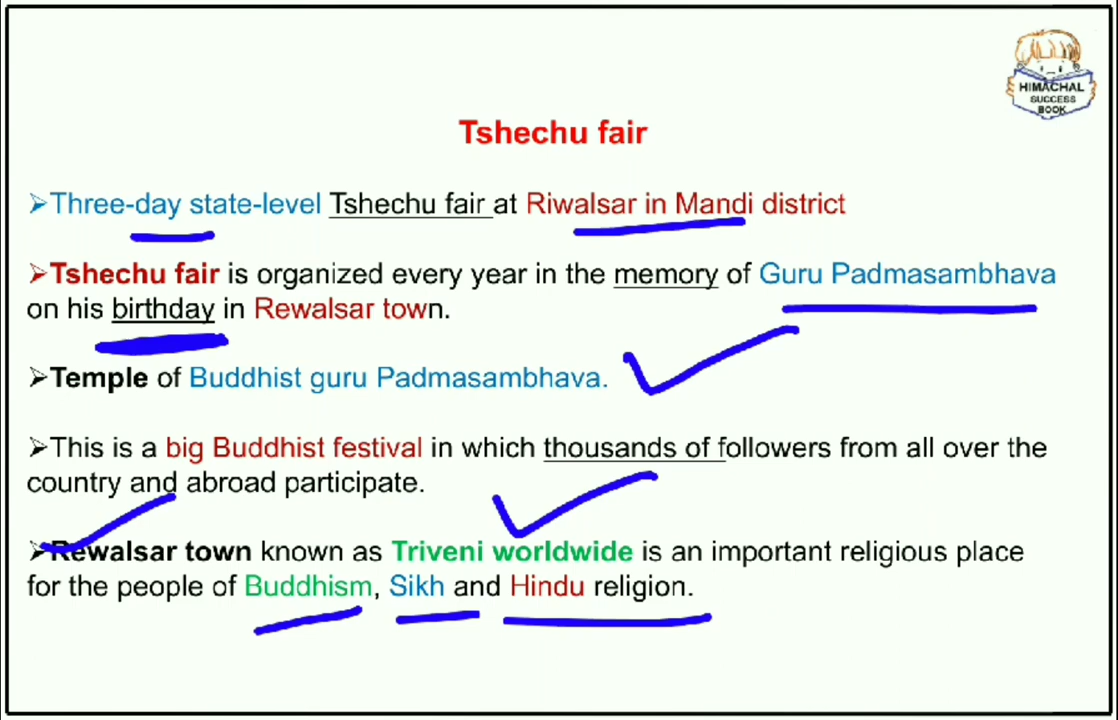 HIMACHAL
SUCCESS
BOOK
Tshechu fair
➢Three-day state-level Tshechu fair at Riwalsar in Mandi district
➢Tshechu fair is organized every year in the memory of Guru Padmasambhava
on his birthday in Rewalsar town.
➢Temple of Buddhist guru Padmasambhava.
➢This is a big Buddhist festival in which thousands of followers from all over the
country and abroad participate.
➢Rewalsar town known as Triveni worldwide is an important religious place
for the people of Buddhism, Sikh and Hindu religion.